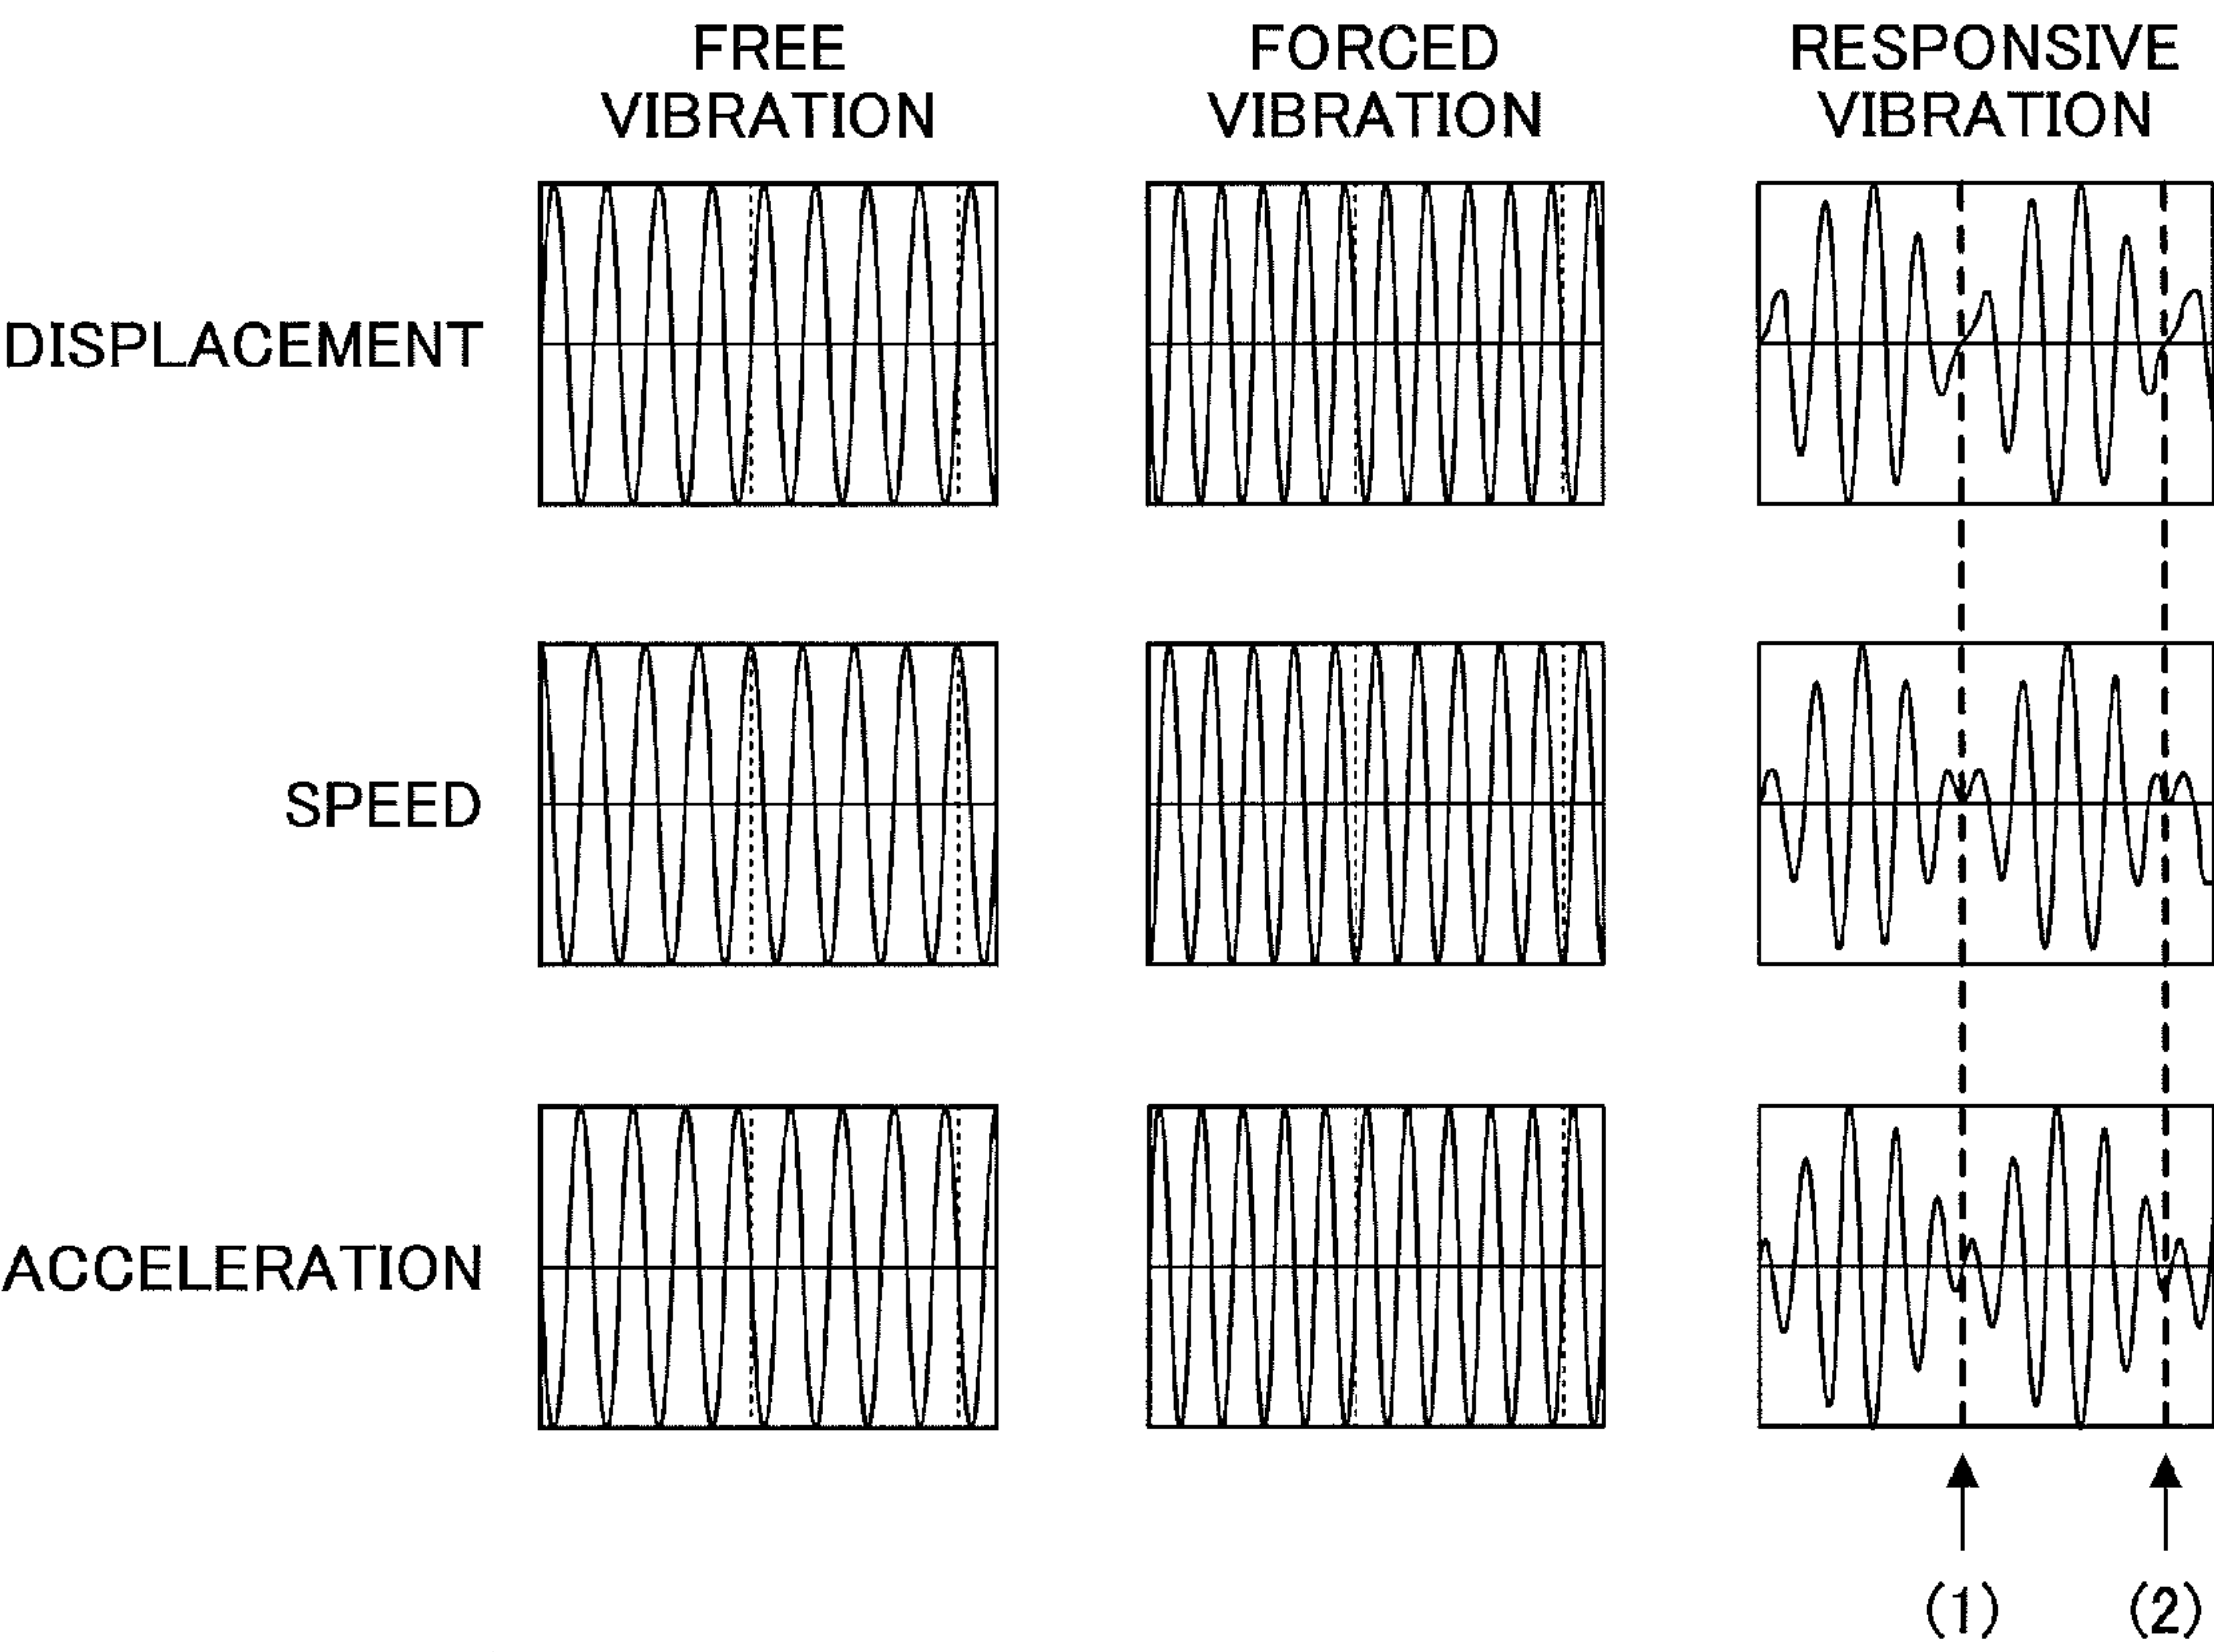 FREE
VIBRATION
FORCED
VIBRATION
RESPONSIVE
VIBRATION
DISPLACEMENT
SPEED
ACCELERATION
(1)
(2)